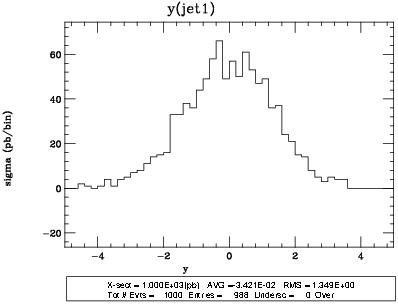 y(jet1)
sigma (pb/bin)
60
40
20
0
−20
−4 −2 0 2 4
y
X-sect = 1.000E+03(pb) AVG =-3.421E-02 RMS = 1.349E+00
Tot # Evts = 1000 Entries = 988 Undersc = 0 Over